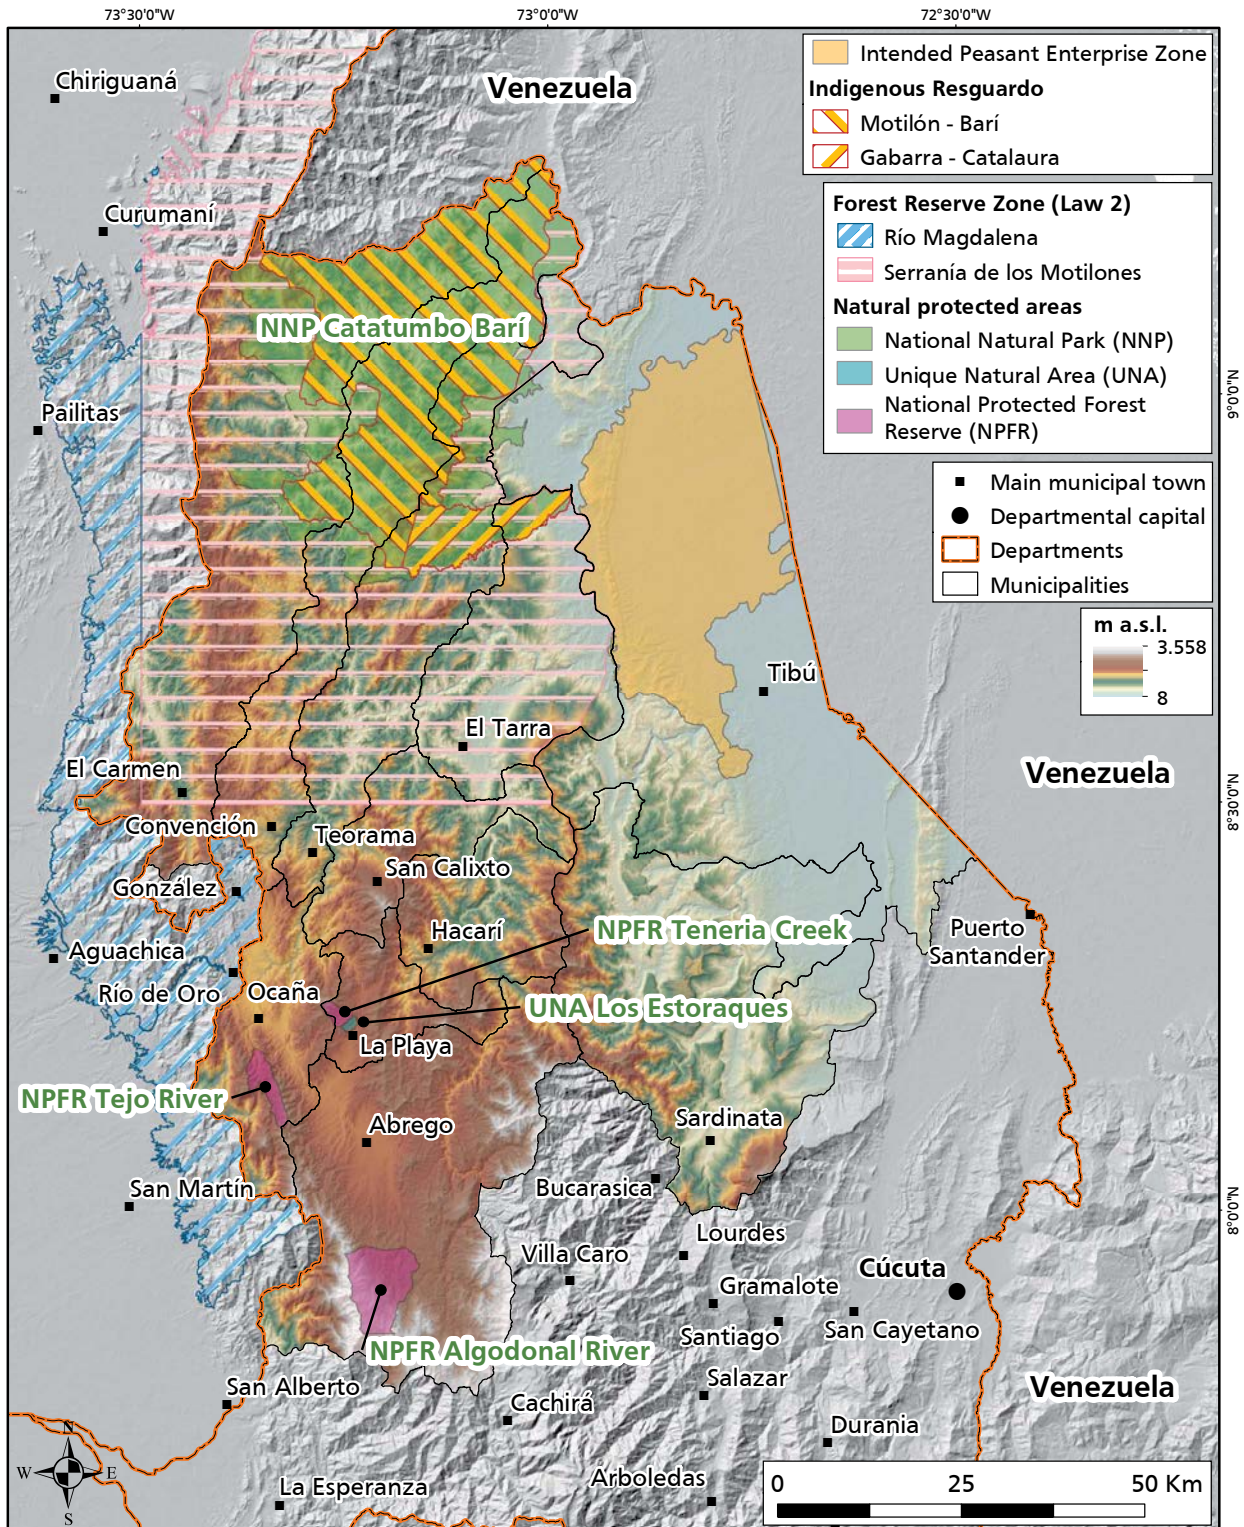 73°30'0"W
73°0'0"W
72°30'0"W
Chiriguaná
Venezuela
Intended Peasant Enterprise Zone
Indigenous Resguardo
Motilón - Barí
Gabarra - Catalaura
Forest Reserve Zone (Law 2)
Río Magdalena
Serranía de los Motilones
Natural protected areas
National Natural Park (NNP)
Unique Natural Area (UNA)
National Protected Forest
Reserve (NPFR)
Main municipal town
Departmental capital
Departments
Municipalities
m a.s.l.
3.558
8
Curumaní
NNP Catatumbo Barí
9°0'0"N
Pailitas
Tibú
El Tarra
Venezuela
El Carmen
8°30'0"N
Convención
Teorama
San Calixto
González
Hacarí
NPFR Teneria Creek
Puerto
Santander
Aguachica
Río de Oro
Ocaña
UNA Los Estoraques
La Playa
NPFR Tejo River
Abrego
Sardinata
San Martín
Bucarasica
8°0'0"N
Lourdes
Villa Caro
Cúcuta
Gramalote
Santiago
San Cayetano
NPFR Algodonal River
San Alberto
Salazar
Venezuela
Cachirá
Durania
N
W
E
S
La Esperanza
Arboledas
0
25
50 Km